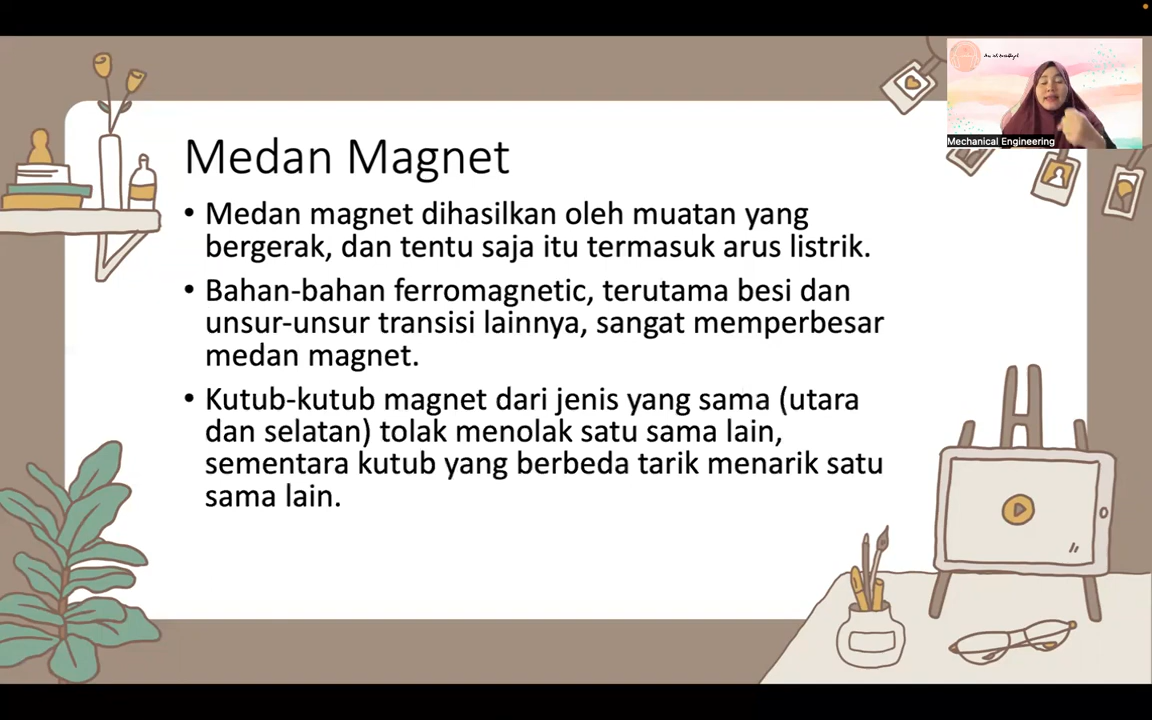 Medan Magnet
• Medan magnet dihasilkan oleh muatan yang
bergerak, dan tentu saja itu termasuk arus listrik.
• Bahan-bahan ferromagnetic, terutama besi dan
unsur-unsur transisi lainnya, sangat memperbesar
medan magnet.
• Kutub-kutub magnet dari jenis yang sama (utara
dan selatan) tolak menolak satu sama lain,
sementara kutub yang berbeda tarik menarik satu
sama lain.
Mechanical Engineering